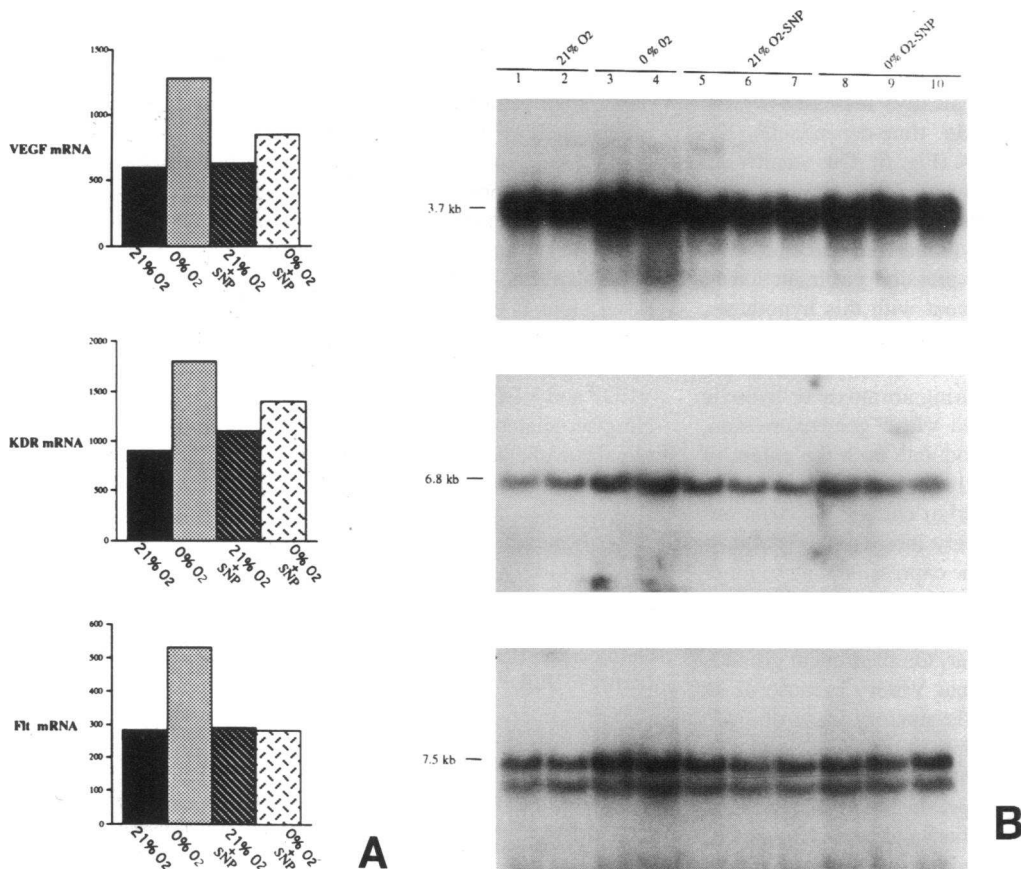 1500
1000
VEGF mRNA
500
0
21% O2
0% O2
21% O2
+
SNP
0% O2
+
SNP
2000
1500
KDR mRNA
1000
500
0
21% O2
0% O2
21% O2
+
SNP
0% O2
+
SNP
600
500
400
Flt mRNA
300
200
100
0
21% O2
0% O2
21% O2
+
SNP
0% O2
+
SNP
A
21% O2
0 % O2
21% O2-SNP
0% O2-SNP
1 2 3 4 5 6 7 8 9 10
3.7 kb
6.8 kb
7.5 kb
B